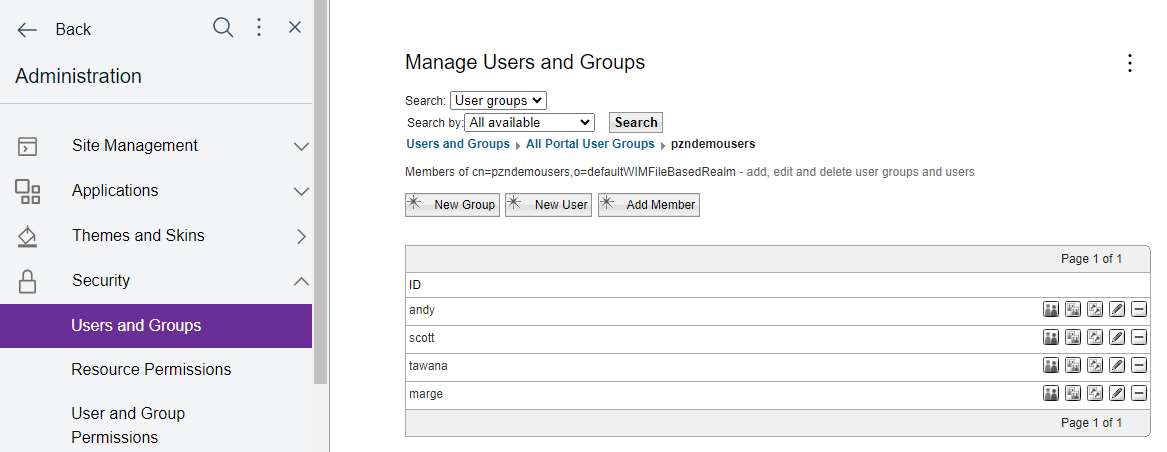 Back
Administration
Site Management
Applications
Themes and Skins
Security
Users and Groups
Resource Permissions
User and Group
Permissions
Manage Users and Groups
Search: User groups
Search by: All available Search
Users and Groups All Portal User Groups pzndemousers
Members of cn=pzndemousers,o=defaultWIMFileBasedRealm - add, edit and delete user groups and users
New Group New User Add Member
Page 1 of 1
ID
andy
scott
tawana
marge
Page 1 of 1